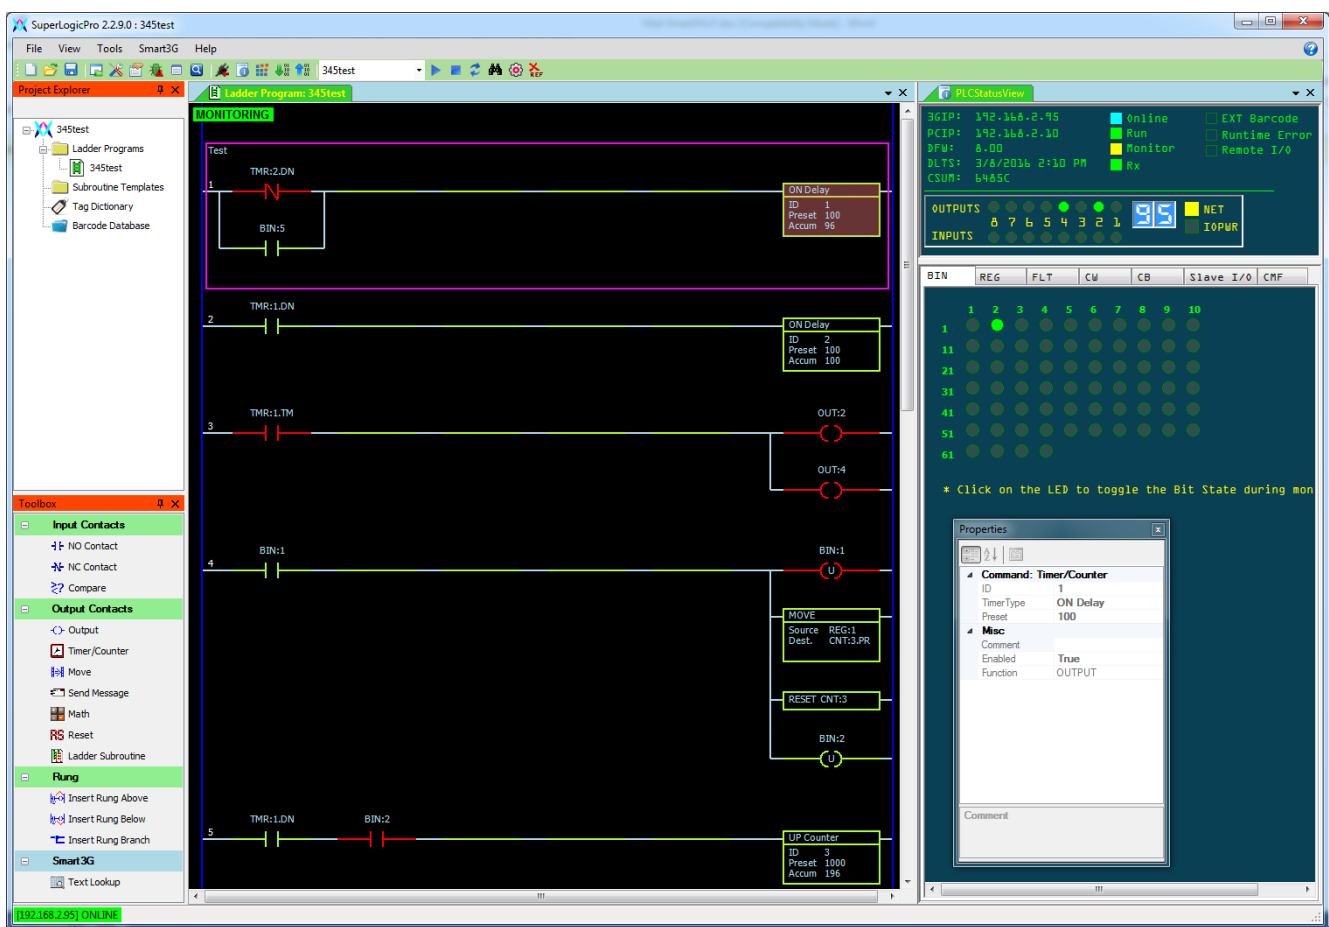 SuperLogicPro 2.2.9.0 : 345test
File View Tools Smart3G Help
345test
REF
Project Explorer
345test
Ladder Programs
345test
Subroutine Templates
Tag Dictionary
Barcode Database
Toolbox
Input Contacts
NO Contact
NC Contact
Compare
Output Contacts
Output
Timer/Counter
Move
Send Message
Math
RS Reset
Ladder Subroutine
Rung
Insert Rung Above
Insert Rung Below
Insert Rung Branch
Smart3G
Text Lookup
[192.168.2.95] ONLINE
Ladder Program: 345test
MONITORING
Test
1
TMR:2.DN
BIN:5
ON Delay
ID 1
Preset 100
Accum 96
2
TMR:1.DN
ON Delay
ID 2
Preset 100
Accum 100
3
TMR:1.TM
OUT:2
OUT:4
4
BIN:1
BIN:1
U
MOVE
Source REG:1
Dest. CNT:3.PR
RESET CNT:3
BIN:2
U
5
TMR:1.DN
BIN:2
UP Counter
ID 3
Preset 1000
Accum 196
PLCStatusView
3GIP: 192.168.2.95
PCIP: 192.168.2.10
DFW: 8.00
DLTS: 3/8/2016 2:10 PM
CSUM: b485C
Online
Run
Monitor
Rx
EXT Barcode
Runtime Error
Remote I/O
OUTPUTS
8 7 6 5 4 3 2 1
INPUTS
95
NET
IOPWR
BIN REG FLT CW CB Slave I/O CMF
1 2 3 4 5 6 7 8 9 10
1
11
21
31
41
51
61
* Click on the LED to toggle the Bit State during mon
Properties
Command: Timer/Counter
ID 1
TimerType ON Delay
Preset 100
Misc
Comment
Enabled True
Function OUTPUT
Comment